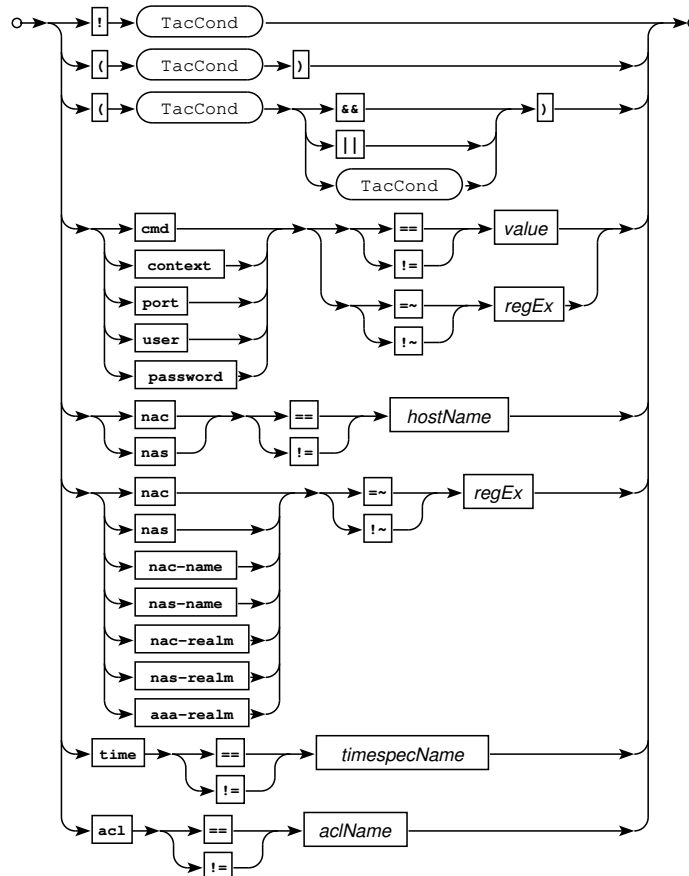 ! TacCond
( TacCond )
( TacCond && )
||
TacCond
cmd == value
context !=
port =~ regEx
user !~
password
nac == hostName
nas !=
nac =~ regEx
nas !~
nac-name
nas-name
nac-realm
nas-realm
aaa-realm
time == timespecName
!=
acl == aclName
!=